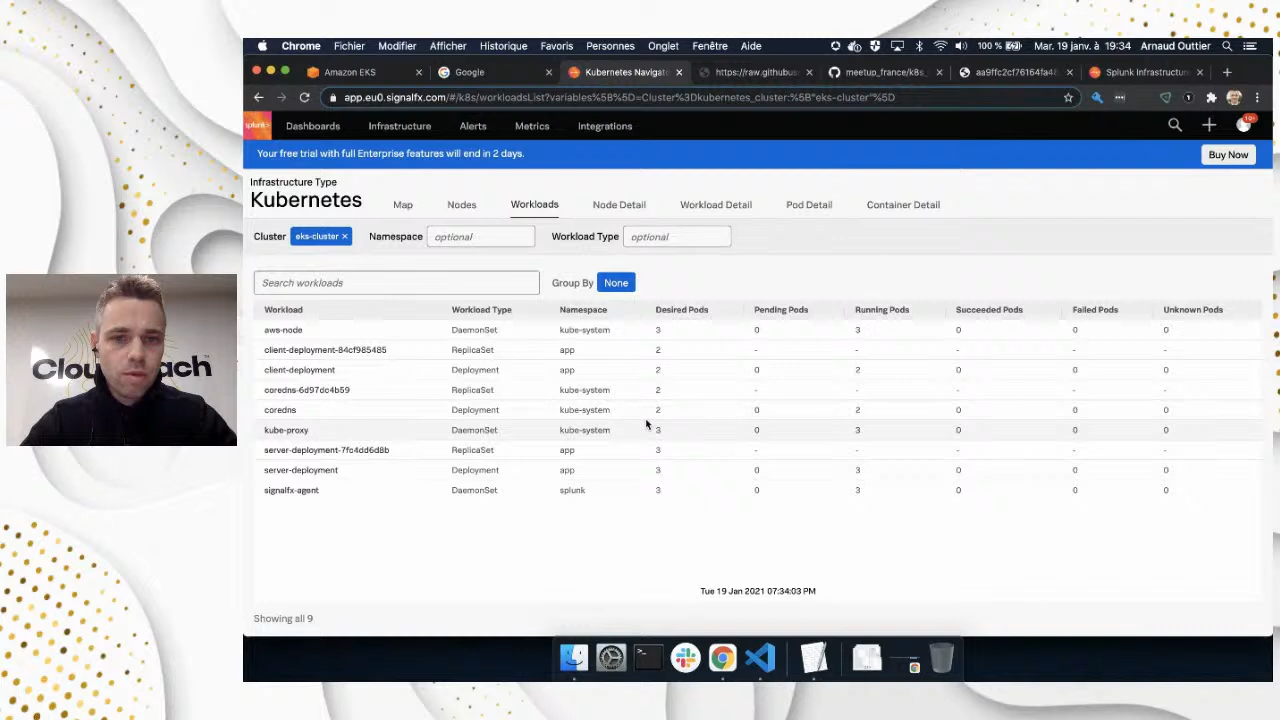 Chrome Fichier Modifier Afficher Historique Favoris Personnes Onglet Fenêtre Aide 100 % Mar. 19 janv. à 19:34 Arnaud Outtier
Amazon EKS × Google × Kubernetes Navigato × https://raw.githubus × meetup_france/k8s_ × aa9ffc2cf76164fa48 × Splunk Infrastructur × +
app.eu0.signalfx.com/#/k8s/workloadsList?variables%5B%5D=Cluster%3Dkubernetes_cluster:%5B"eks-cluster"%5D
splunk> Dashboards Infrastructure Alerts Metrics Integrations 10+
Your free trial with full Enterprise features will end in 2 days. Buy Now
Infrastructure Type
Kubernetes Map Nodes Workloads Node Detail Workload Detail Pod Detail Container Detail
Cluster eks-cluster × Namespace optional Workload Type optional
Search workloads Group By None
Workload Workload Type Namespace Desired Pods Pending Pods Running Pods Succeeded Pods Failed Pods Unknown Pods
aws-node DaemonSet kube-system 3 0 3 0 0 0
client-deployment-84cf985485 ReplicaSet app 2 - - - - -
client-deployment Deployment app 2 0 2 0 0 0
coredns-6d97dc4b59 ReplicaSet kube-system 2 - - - - -
coredns Deployment kube-system 2 0 2 0 0 0
kube-proxy DaemonSet kube-system 3 0 3 0 0 0
server-deployment-7fc4dd6d8b ReplicaSet app 3 - - - - -
server-deployment Deployment app 3 0 3 0 0 0
signalfx-agent DaemonSet splunk 3 0 3 0 0 0
Tue 19 Jan 2021 07:34:03 PM
Showing all 9